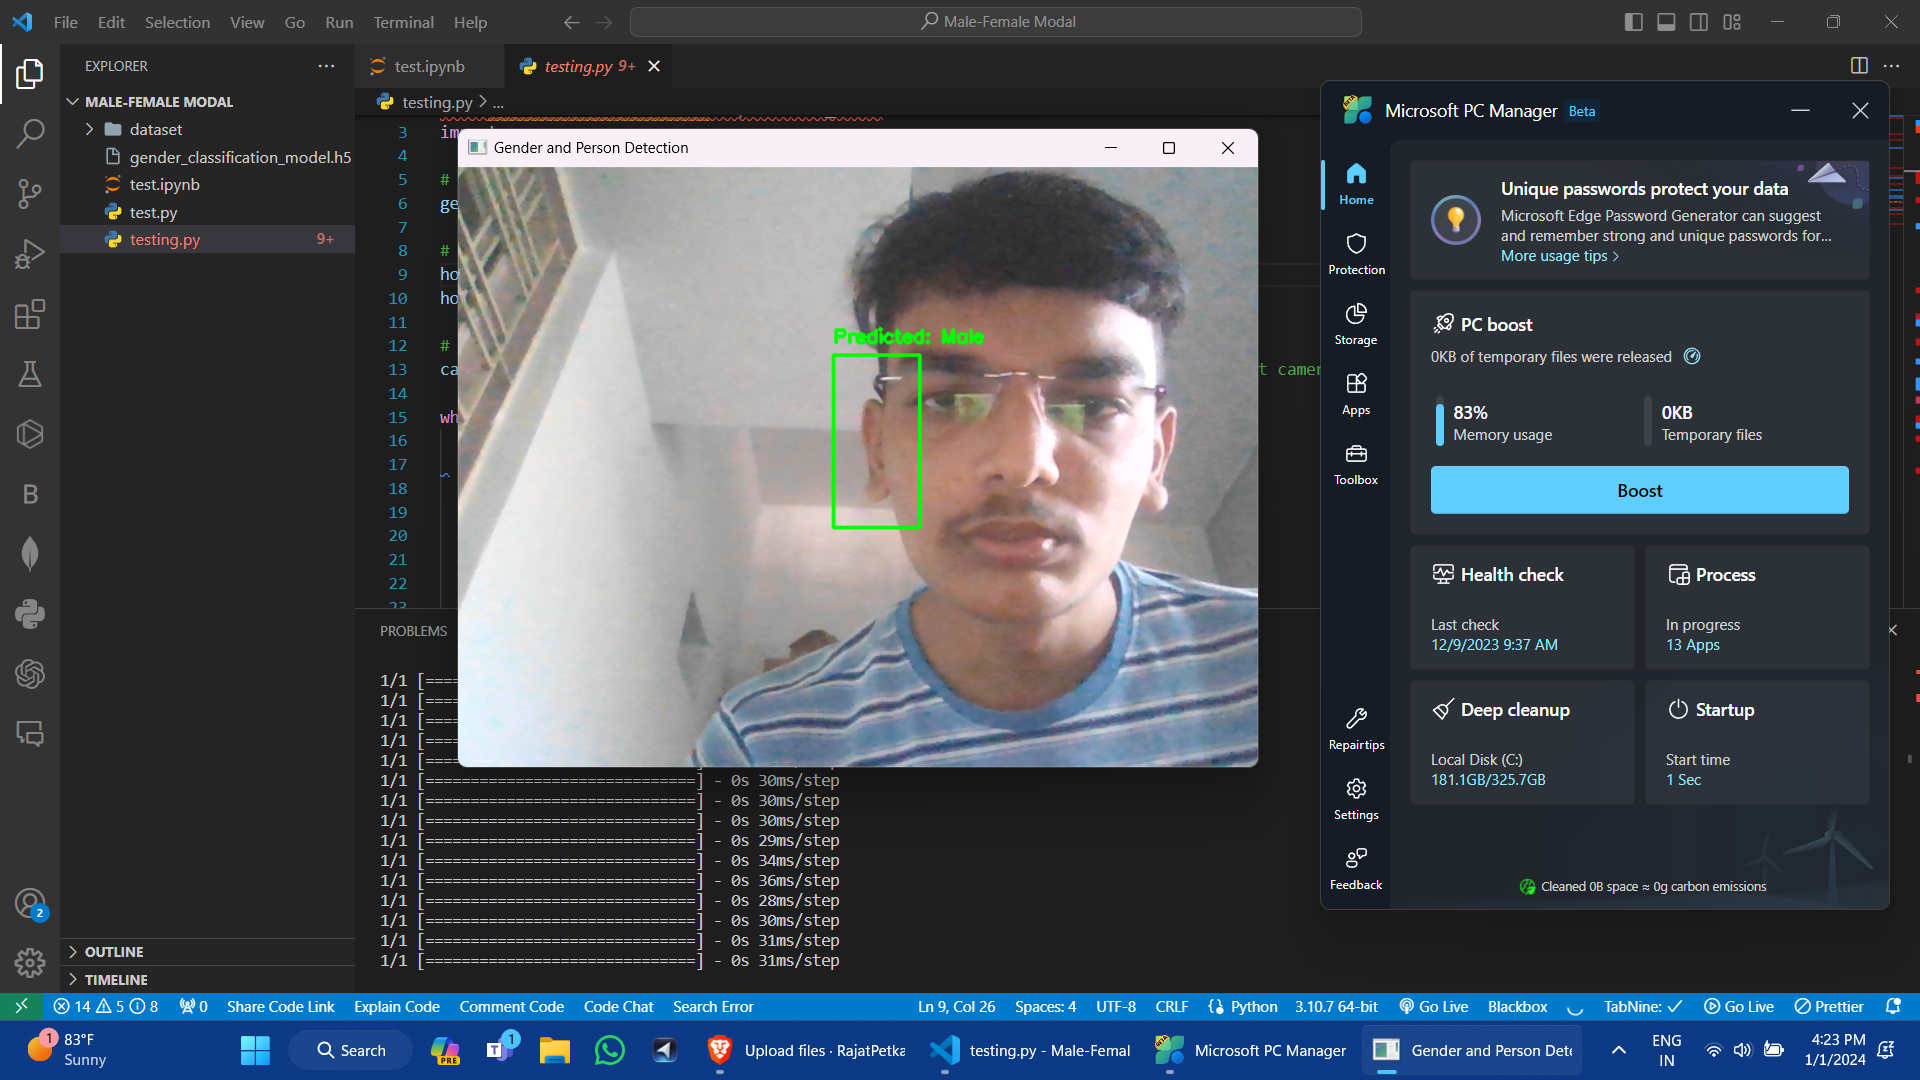 File Edit Selection View Go Run Terminal Help
Male-Female Modal
EXPLORER
MALE-FEMALE MODAL
dataset
gender_classification_model.h5
test.ipynb
test.py
testing.py 9+
OUTLINE
TIMELINE
test.ipynb
testing.py 9+
testing.py > ...
3 im
4
5 #
6 ge
7
8 #
9 ho
10 ho
11
12 #
13 ca
t camer
14
15 wh
16
17
18
19
20
21
22
23
Gender and Person Detection
Predicted: Male
PROBLEMS
1/1 [====
1/1 [====
1/1 [====
1/1 [====
1/1 [====
1/1 [==============================] - 0s 30ms/step
1/1 [==============================] - 0s 30ms/step
1/1 [==============================] - 0s 30ms/step
1/1 [==============================] - 0s 29ms/step
1/1 [==============================] - 0s 34ms/step
1/1 [==============================] - 0s 36ms/step
1/1 [==============================] - 0s 28ms/step
1/1 [==============================] - 0s 30ms/step
1/1 [==============================] - 0s 31ms/step
1/1 [==============================] - 0s 31ms/step
Microsoft PC Manager Beta
Home
Protection
Storage
Apps
Toolbox
Repairtips
Settings
Feedback
Unique passwords protect your data
Microsoft Edge Password Generator can suggest
and remember strong and unique passwords for...
More usage tips >
PC boost
0KB of temporary files were released
83%
Memory usage
0KB
Temporary files
Boost
Health check
Last check
12/9/2023 9:37 AM
Process
In progress
13 Apps
Deep cleanup
Local Disk (C:)
181.1GB/325.7GB
Startup
Start time
1 Sec
Cleaned 0B space ≈ 0g carbon emissions
B
2
14 5 8 0 Share Code Link Explain Code Comment Code Code Chat Search Error
Ln 9, Col 26 Spaces: 4 UTF-8 CRLF {} Python 3.10.7 64-bit Go Live Blackbox TabNine: ✓ Go Live Prettier
1
83°F
Sunny
Search
PRE
1
Upload files · RajatPetka
testing.py - Male-Femal
Microsoft PC Manager
Gender and Person Dete
ENG
IN
4:23 PM
1/1/2024